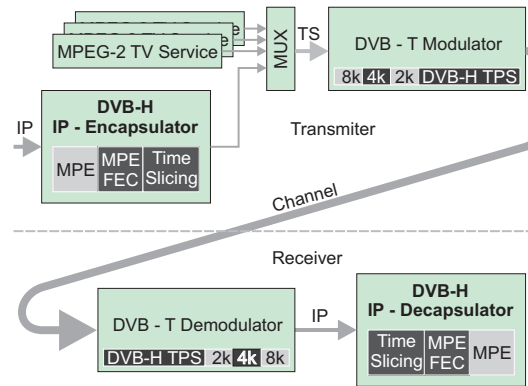 MPEG-2 TV Service
MUX
TS
DVB - T Modulator
8k 4k 2k DVB-H TPS
IP
DVB-H
IP - Encapsulator
MPE
MPE
FEC
Time
Slicing
Transmiter
Channel
Receiver
DVB - T Demodulator
DVB-H TPS 2k 4k 8k
IP
DVB-H
IP - Decapsulator
Time
Slicing
MPE
FEC
MPE